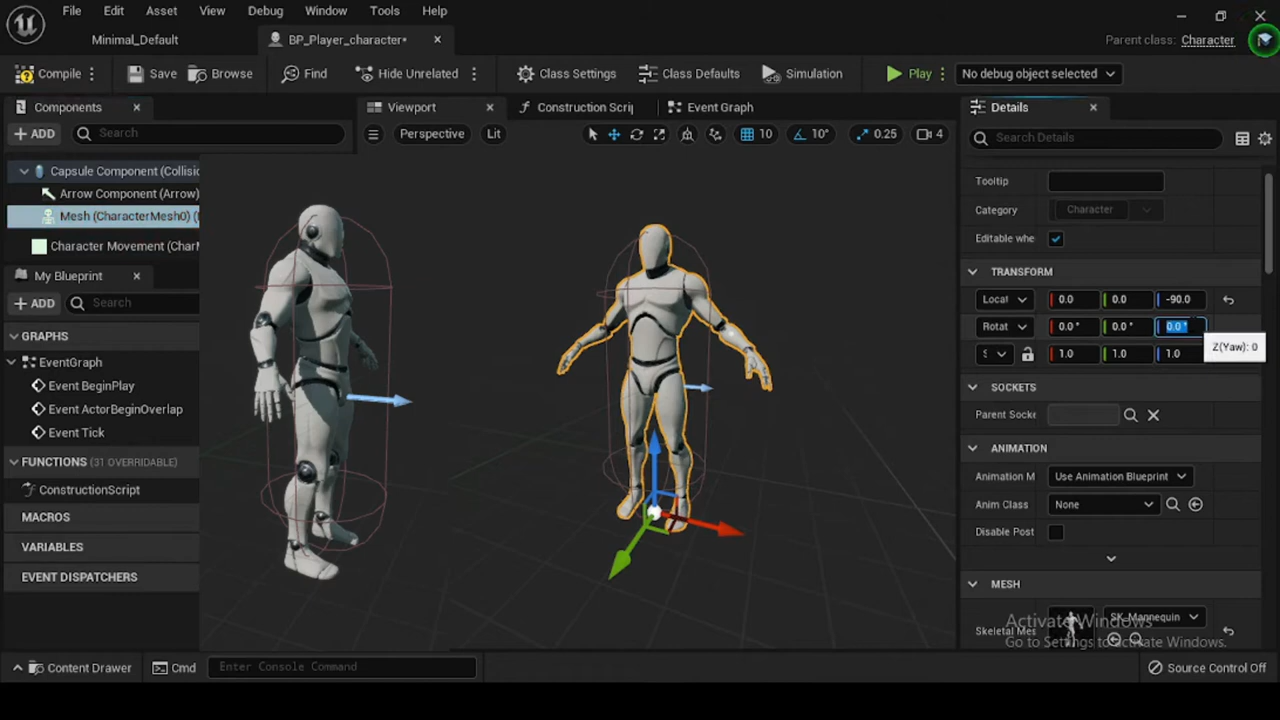 File Edit Asset View Debug Window Tools Help
Minimal_Default BP_Player_character* Parent class: Character
Compile Save Browse Find Hide Unrelated Class Settings Class Defaults Simulation Play No debug object selected
Components Viewport Construction Scrip Event Graph Details
+ ADD Search Perspective Lit 10 10° 0.25 4 Search Details
Capsule Component (Collisio
Arrow Component (Arrow)
Mesh (CharacterMesh0) (
Character Movement (CharM
My Blueprint
+ ADD Search
GRAPHS
EventGraph
Event BeginPlay
Event ActorBeginOverlap
Event Tick
FUNCTIONS (31 OVERRIDABLE)
ConstructionScript
MACROS
VARIABLES
EVENT DISPATCHERS
Tooltip
Category Character
Editable whe
TRANSFORM
Locat 0.0 0.0 -90.0
Rotat 0.0 ° 0.0 ° 0.0 °
Z(Yaw): 0
S 1.0 1.0 1.0
SOCKETS
Parent Socke
ANIMATION
Animation M Use Animation Blueprint
Anim Class None
Disable Post
MESH
SK_Mannequin
Skeletal Mes
Activate Windows
Go to Settings to activate Windows.
Content Drawer Cmd Enter Console Command Source Control Off